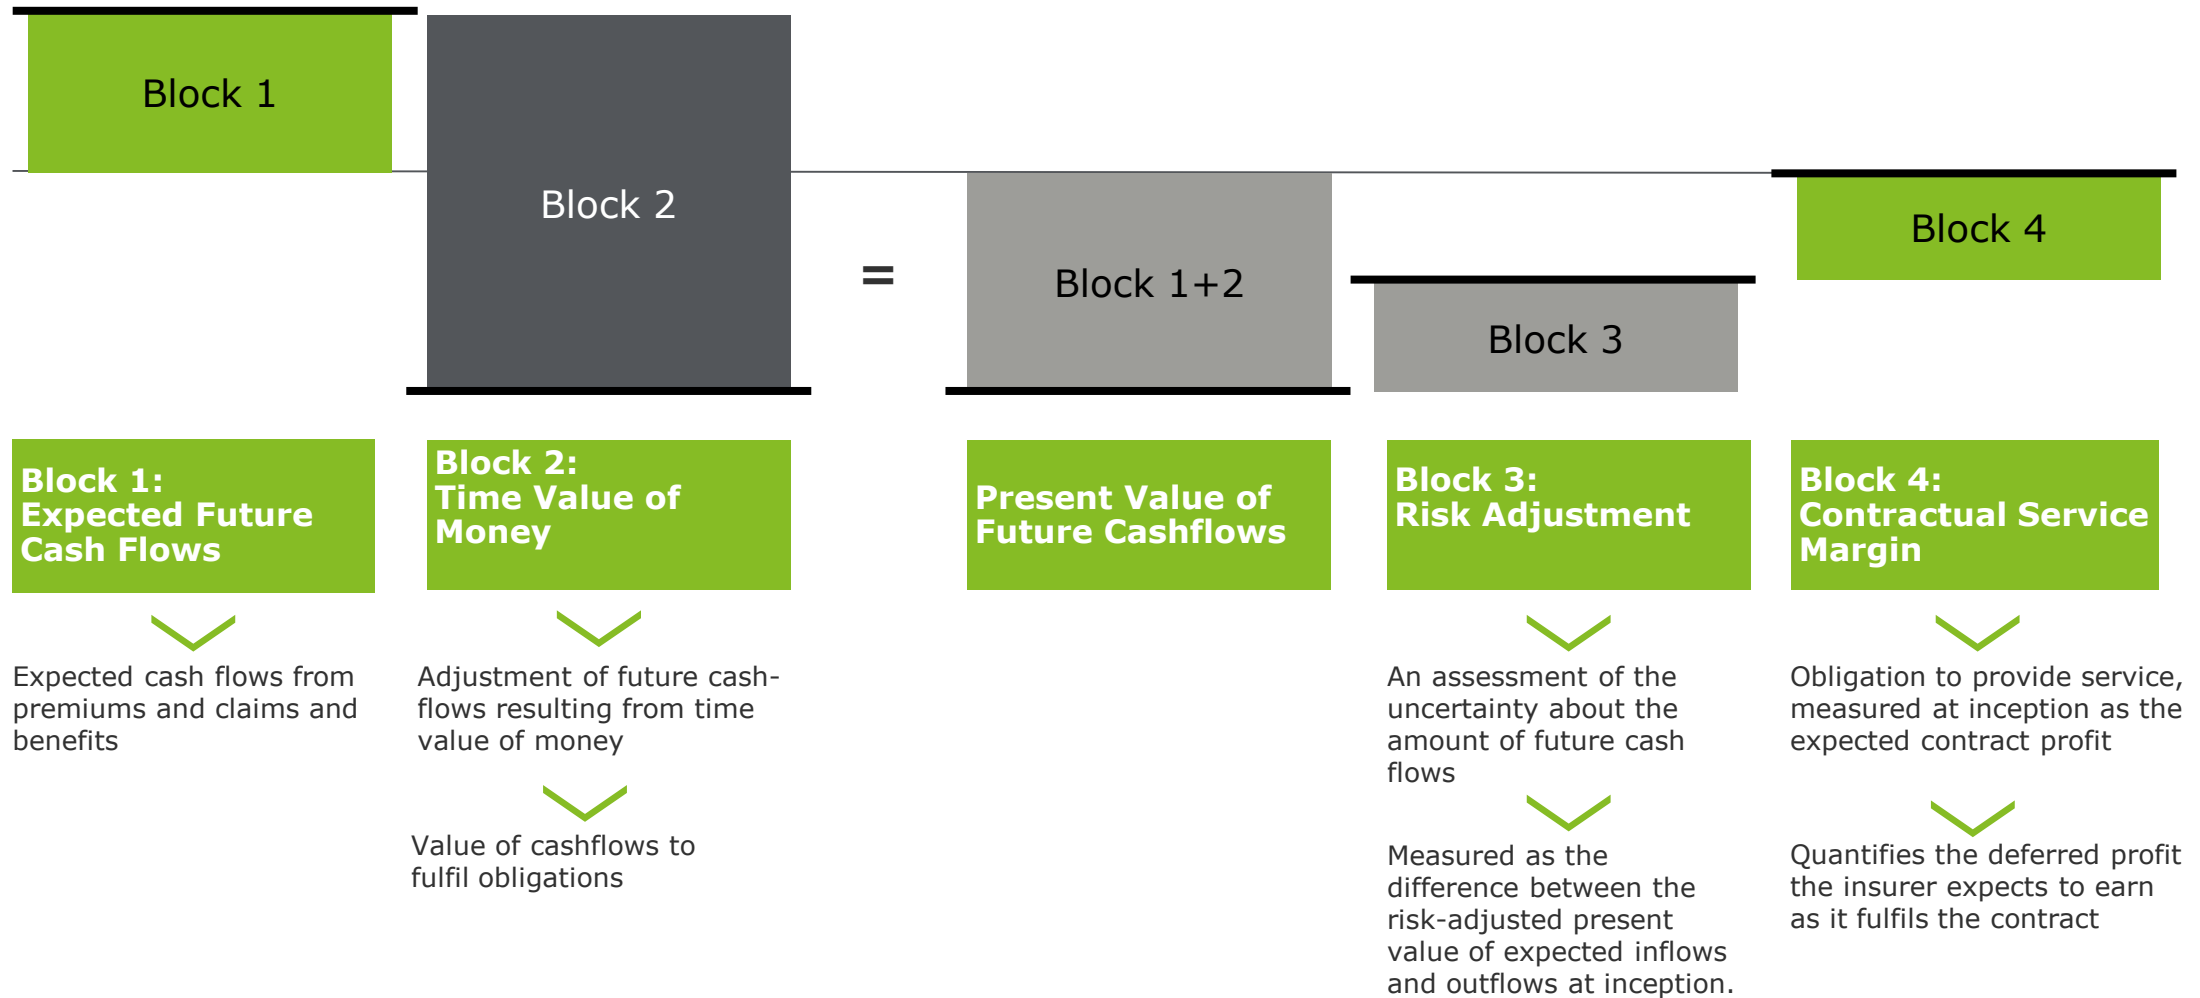 Block 1
Block 2
=
Block 1+2
Block 3
Block 4
Block 1:
Expected Future
Cash Flows
Block 2:
Time Value of
Money
Present Value of
Future Cashflows
Block 3:
Risk Adjustment
Block 4:
Contractual Service
Margin
Expected cash flows from
premiums and claims and
benefits
Adjustment of future cash-
flows resulting from time
value of money
Value of cashflows to
fulfil obligations
An assessment of the
uncertainty about the
amount of future cash
flows
Measured as the
difference between the
risk-adjusted present
value of expected inflows
and outflows at inception.
Obligation to provide service,
measured at inception as the
expected contract profit
Quantifies the deferred profit
the insurer expects to earn
as it fulfils the contract